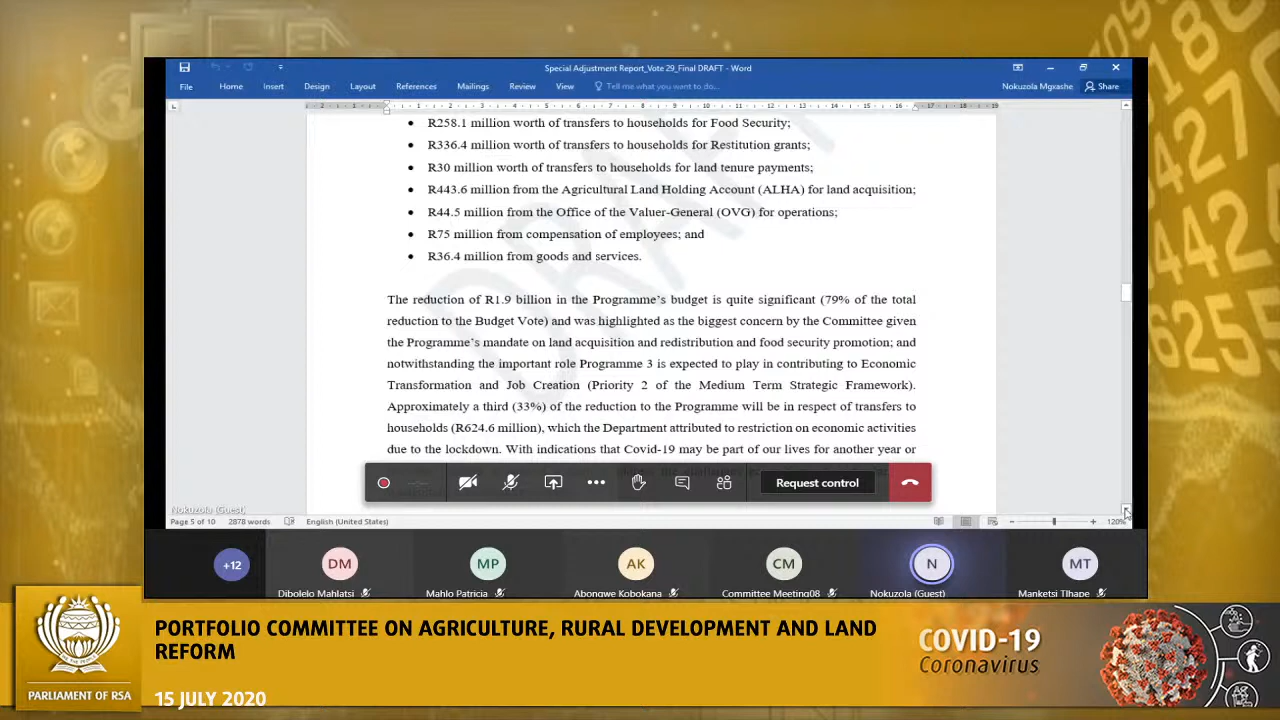 Special Adjustment Report_Vote 29_Final DRAFT - Word
Nokuzola Mgxashe
Share
File Home Insert Design Layout References Mailings Review View Tell me what you want to do...
• R258.1 million worth of transfers to households for Food Security;
• R336.4 million worth of transfers to households for Restitution grants;
• R30 million worth of transfers to households for land tenure payments;
• R443.6 million from the Agricultural Land Holding Account (ALHA) for land acquisition;
• R44.5 million from the Office of the Valuer-General (OVG) for operations;
• R75 million from compensation of employees; and
• R36.4 million from goods and services.
The reduction of R1.9 billion in the Programme's budget is quite significant (79% of the total
reduction to the Budget Vote) and was highlighted as the biggest concern by the Committee given
the Programme's mandate on land acquisition and redistribution and food security promotion; and
notwithstanding the important role Programme 3 is expected to play in contributing to Economic
Transformation and Job Creation (Priority 2 of the Medium Term Strategic Framework).
Approximately a third (33%) of the reduction to the Programme will be in respect of transfers to
households (R624.6 million), which the Department attributed to restriction on economic activities
due to the lockdown. With indications that Covid-19 may be part of our lives for another year or
DRAFT
Request control
Nokuzola (Guest)
Page 5 of 10 2878 words English (United States) 120%
+12 DM MP AK CM N MT
Dibolelo Mahlatsi Mahlo Patricia Abongwe Kobokana Committee Meeting08 Nokuzola (Guest) Manketsi Tlhape
PORTFOLIO COMMITTEE ON AGRICULTURE, RURAL DEVELOPMENT AND LAND
REFORM
15 JULY 2020
PARLIAMENT OF RSA
COVID-19
Coronavirus